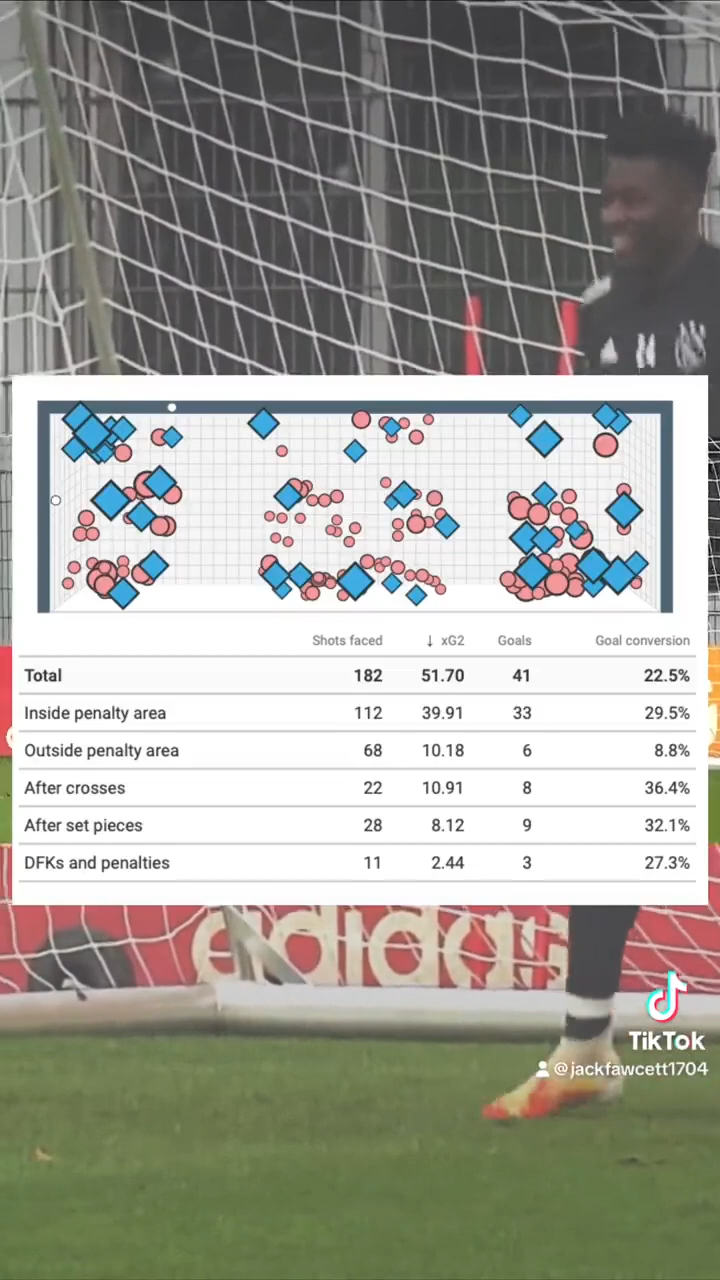 Shots faced ↓ xG2 Goals Goal conversion
Total 182 51.70 41 22.5%
Inside penalty area 112 39.91 33 29.5%
Outside penalty area 68 10.18 6 8.8%
After crosses 22 10.91 8 36.4%
After set pieces 28 8.12 9 32.1%
DFKs and penalties 11 2.44 3 27.3%
adidas
TikTok
@jackfawcett1704